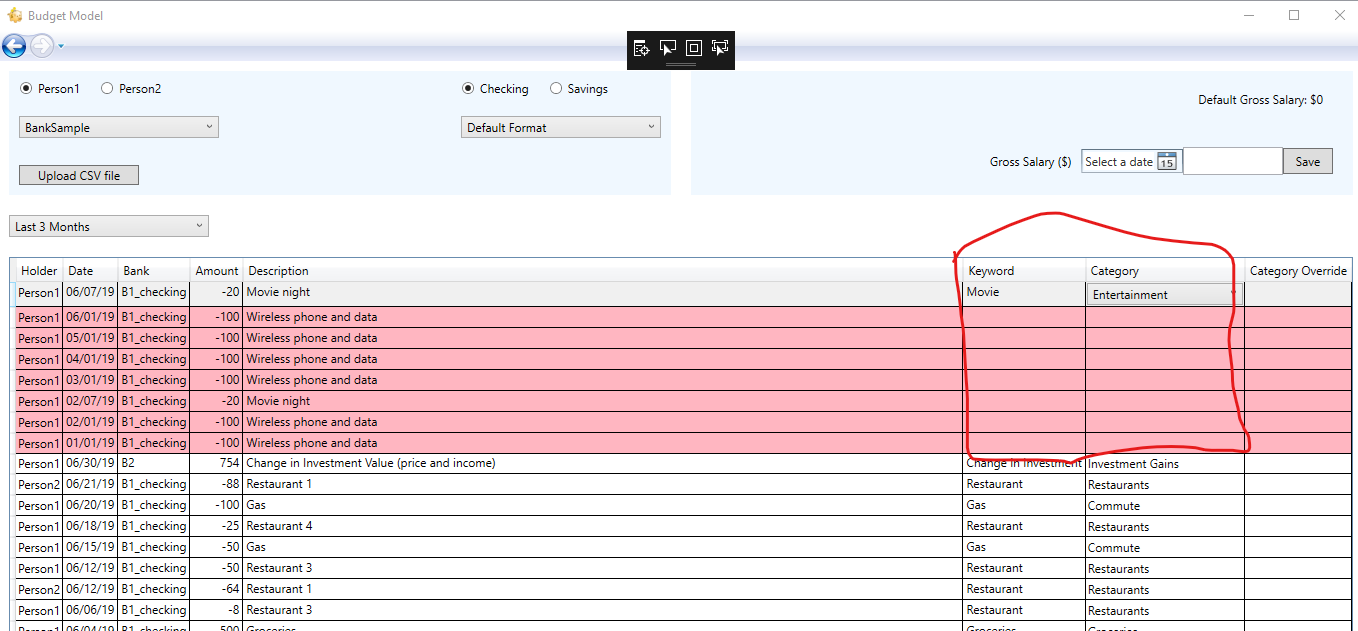 Budget Model
Person1 Person2 Checking Savings
Default Gross Salary: $0
BankSample Default Format
Gross Salary ($) Select a date 15 Save
Upload CSV file
Last 3 Months
Holder Date Bank Amount Description Keyword Category Category Override
Person1 06/07/19 B1_checking -20 Movie night Movie Entertainment
Person1 06/01/19 B1_checking -100 Wireless phone and data
Person1 05/01/19 B1_checking -100 Wireless phone and data
Person1 04/01/19 B1_checking -100 Wireless phone and data
Person1 03/01/19 B1_checking -100 Wireless phone and data
Person1 02/07/19 B1_checking -20 Movie night
Person1 02/01/19 B1_checking -100 Wireless phone and data
Person1 01/01/19 B1_checking -100 Wireless phone and data
Person1 06/30/19 B2 754 Change in Investment Value (price and income) Change in Investment Investment Gains
Person2 06/21/19 B1_checking -88 Restaurant 1 Restaurant Restaurants
Person1 06/20/19 B1_checking -100 Gas Gas Commute
Person1 06/18/19 B1_checking -25 Restaurant 4 Restaurant Restaurants
Person1 06/15/19 B1_checking -50 Gas Gas Commute
Person1 06/12/19 B1_checking -50 Restaurant 3 Restaurant Restaurants
Person2 06/12/19 B1_checking -64 Restaurant 1 Restaurant Restaurants
Person1 06/06/19 B1_checking -8 Restaurant 3 Restaurant Restaurants
Person1 06/04/19 B1_checking 500 Groceries Groceries Groceries